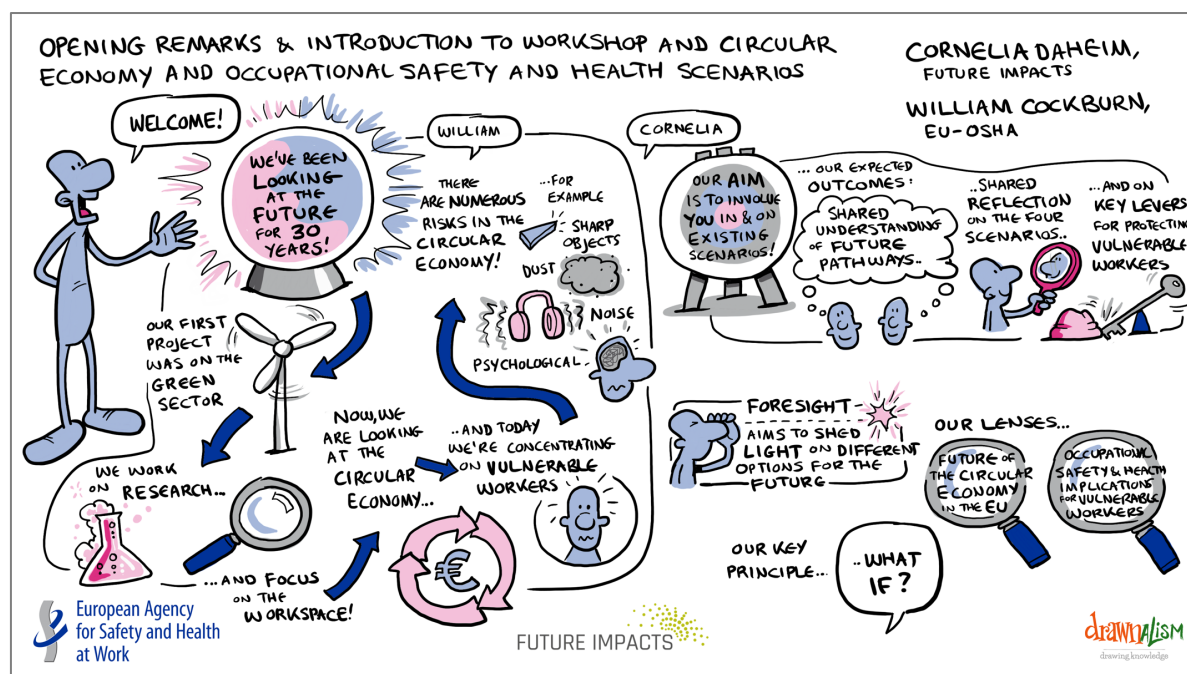 OPENING REMARKS & INTRODUCTION TO WORKSHOP AND CIRCULAR
ECONOMY AND OCCUPATIONAL SAFETY AND HEALTH SCENARIOS
CORNELIA DAHEIM,
FUTURE IMPACTS
WILLIAM COCKBURN,
EU-OSHA
WELCOME!
WE'VE BEEN
LOOKING
AT THE
FUTURE
FOR 30
YEARS!
OUR FIRST
PROJECT
WAS ON THE
GREEN
SECTOR
WE WORK
ON RESEARCH...
...AND FOCUS
ON THE
WORKSPACE!
NOW, WE
ARE LOOKING
AT THE
CIRCULAR
ECONOMY...
€
..AND TODAY
WE'RE CONCENTRATING
ON VULNERABLE
WORKERS
WILLIAM
THERE
ARE NUMEROUS
RISKS IN THE
CIRCULAR
ECONOMY!
...FOR
EXAMPLE
SHARP
OBJECTS
DUST
NOISE
PSYCHOLOGICAL
CORNELIA
OUR AIM
IS TO INVOLVE
YOU IN & ON
EXISTING
SCENARIOS!
... OUR EXPECTED
OUTCOMES:
SHARED
UNDERSTANDING
OF FUTURE
PATHWAYS..
..SHARED
REFLECTION
ON THE FOUR
SCENARIOS..
...AND ON
KEY LEVERS
FOR PROTECTING
VULNERABLE
WORKERS
FORESIGHT
AIMS TO SHED
LIGHT ON DIFFERENT
OPTIONS FOR THE
FUTURE
OUR LENSES...
FUTURE OF
THE CIRCULAR
ECONOMY
IN THE EU
OCCUPATIONAL
SAFETY & HEALTH
IMPLICATIONS
FOR VULNERABLE
WORKERS
OUR KEY
PRINCIPLE...
..WHAT
IF?
European Agency
for Safety and Health
at Work
FUTURE IMPACTS
drawnALISM
drawing knowledge